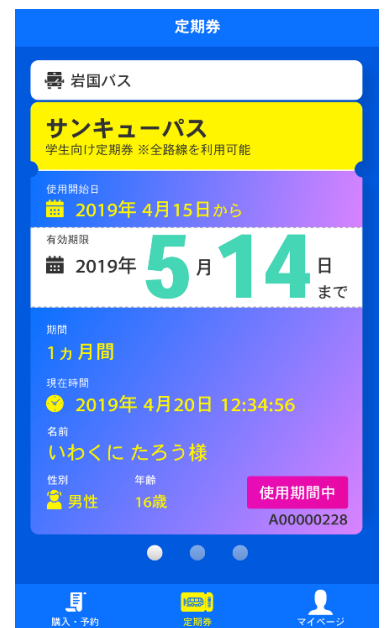 定期券
岩国バス
サンキューパス
学生向け定期券 ※全路線を利用可能
使用開始日
2019年 4月15日から
有効期限
2019年 5月14日まで
期間
1ヵ月間
現在時間
2019年 4月20日 12:34:56
名前
いわくに たろう様
性別 年齢
男性 16歳
使用期間中
A00000228
購入・予約 定期券 マイページ